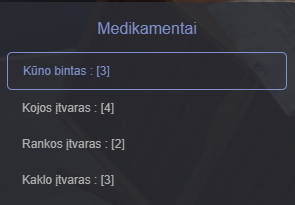 Medikamentai
Kūno bintas : [3]
Kojos įtvaras : [4]
Rankos įtvaras : [2]
Kaklo įtvaras : [3]